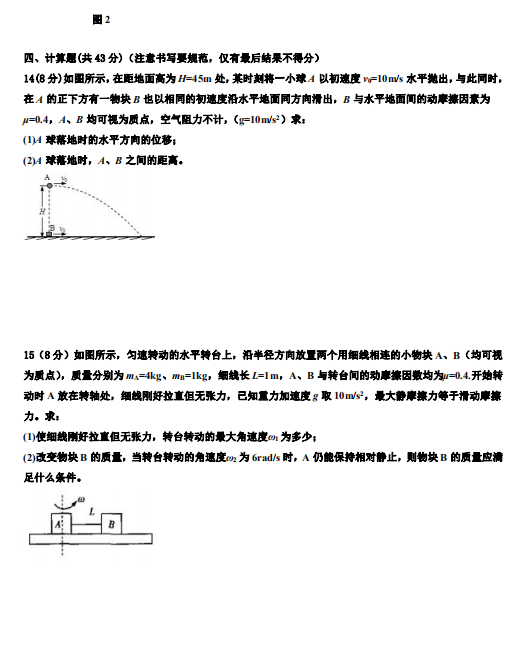 图 2
四、计算题(共 43 分)（注意书写要规范，仅有最后结果不得分）
14(8 分)如图所示，在距地面高为 H=45m 处，某时刻将一小球 A 以初速度 v₀=10m/s 水平抛出，与此同时，
在 A 的正下方有一物块 B 也以相同的初速度沿水平地面同方向滑出，B 与水平地面间的动摩擦因素为
μ=0.4，A、B 均可视为质点，空气阻力不计，（g=10m/s²）求：
(1)A 球落地时的水平方向的位移；
(2)A 球落地时，A、B 之间的距离。
A v₀
H
B v₀
15（8 分）如图所示，匀速转动的水平转台上，沿半径方向放置两个用细线相连的小物块 A、B（均可视
为质点），质量分别为 mA=4kg、mB=1kg，细线长 L=1m，A、B 与转台间的动摩擦因数均为μ=0.4.开始转
动时 A 放在转轴处，细线刚好拉直但无张力，已知重力加速度 g 取 10m/s²，最大静摩擦力等于滑动摩擦
力。求：
(1)使细线刚好拉直但无张力，转台转动的最大角速度ω₁ 为多少；
(2)改变物块 B 的质量，当转台转动的角速度ω₂ 为 6rad/s 时，A 仍能保持相对静止，则物块 B 的质量应满
足什么条件。
ω
A L B